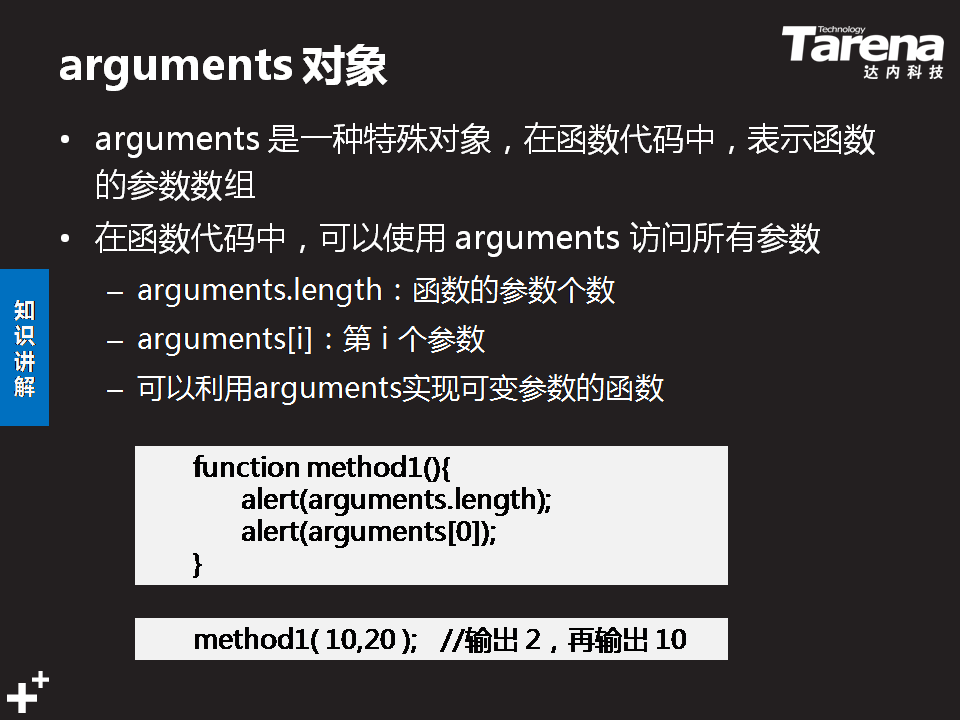 arguments 对象
Technology
Tarena
达内科技
• arguments 是一种特殊对象，在函数代码中，表示函数
的参数数组
• 在函数代码中，可以使用 arguments 访问所有参数
– arguments.length：函数的参数个数
– arguments[i]：第 i 个参数
– 可以利用arguments实现可变参数的函数
知识讲解
function method1(){
alert(arguments.length);
alert(arguments[0]);
}
method1( 10,20 ); //输出 2，再输出 10